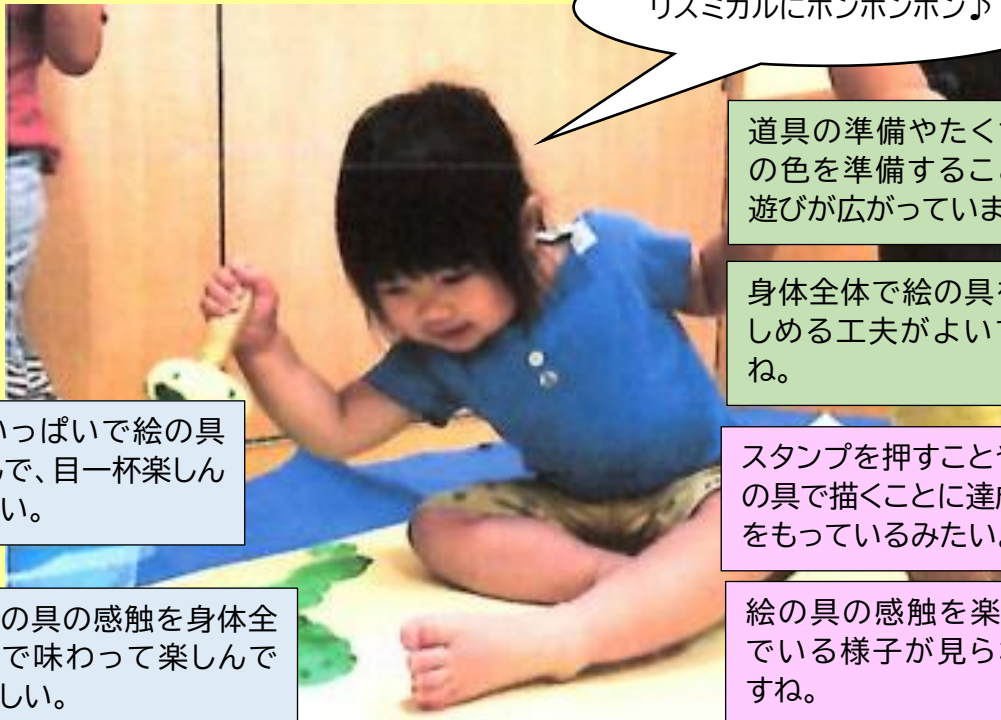 リズミカルにポンポンポン♪
道具の準備やたく
の色を準備するこ
遊びが広がっていま
身体全体で絵の具
しめる工夫がよい
ね。
いっぱいで絵の具
で、目一杯楽しん
い。
スタンプを押すこと
の具で描くことに達
をもっているみたい
の具の感触を身体全
で味わって楽しんで
しい。
絵の具の感触を楽
でいる様子が見ら
すね。